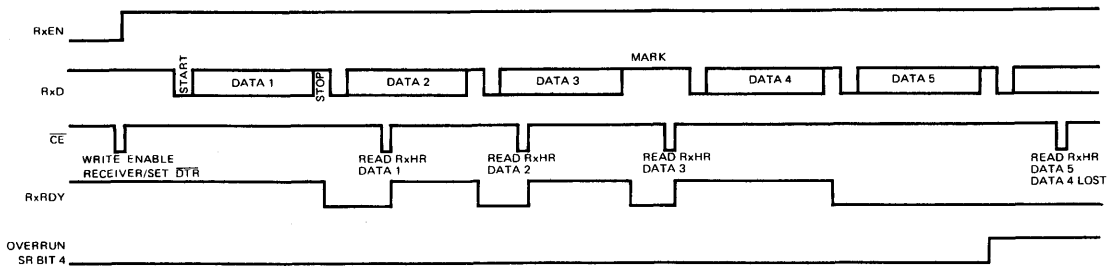 RxEN
MARK
START
DATA 1
STOP
DATA 2
DATA 3
DATA 4
DATA 5
RxD
CE
WRITE ENABLE
RECEIVER/SET DTR
READ RxHR
DATA 1
READ RxHR
DATA 2
READ RxHR
DATA 3
READ RxHR
DATA 5
DATA 4 LOST
RxRDY
OVERRUN
SR BIT 4